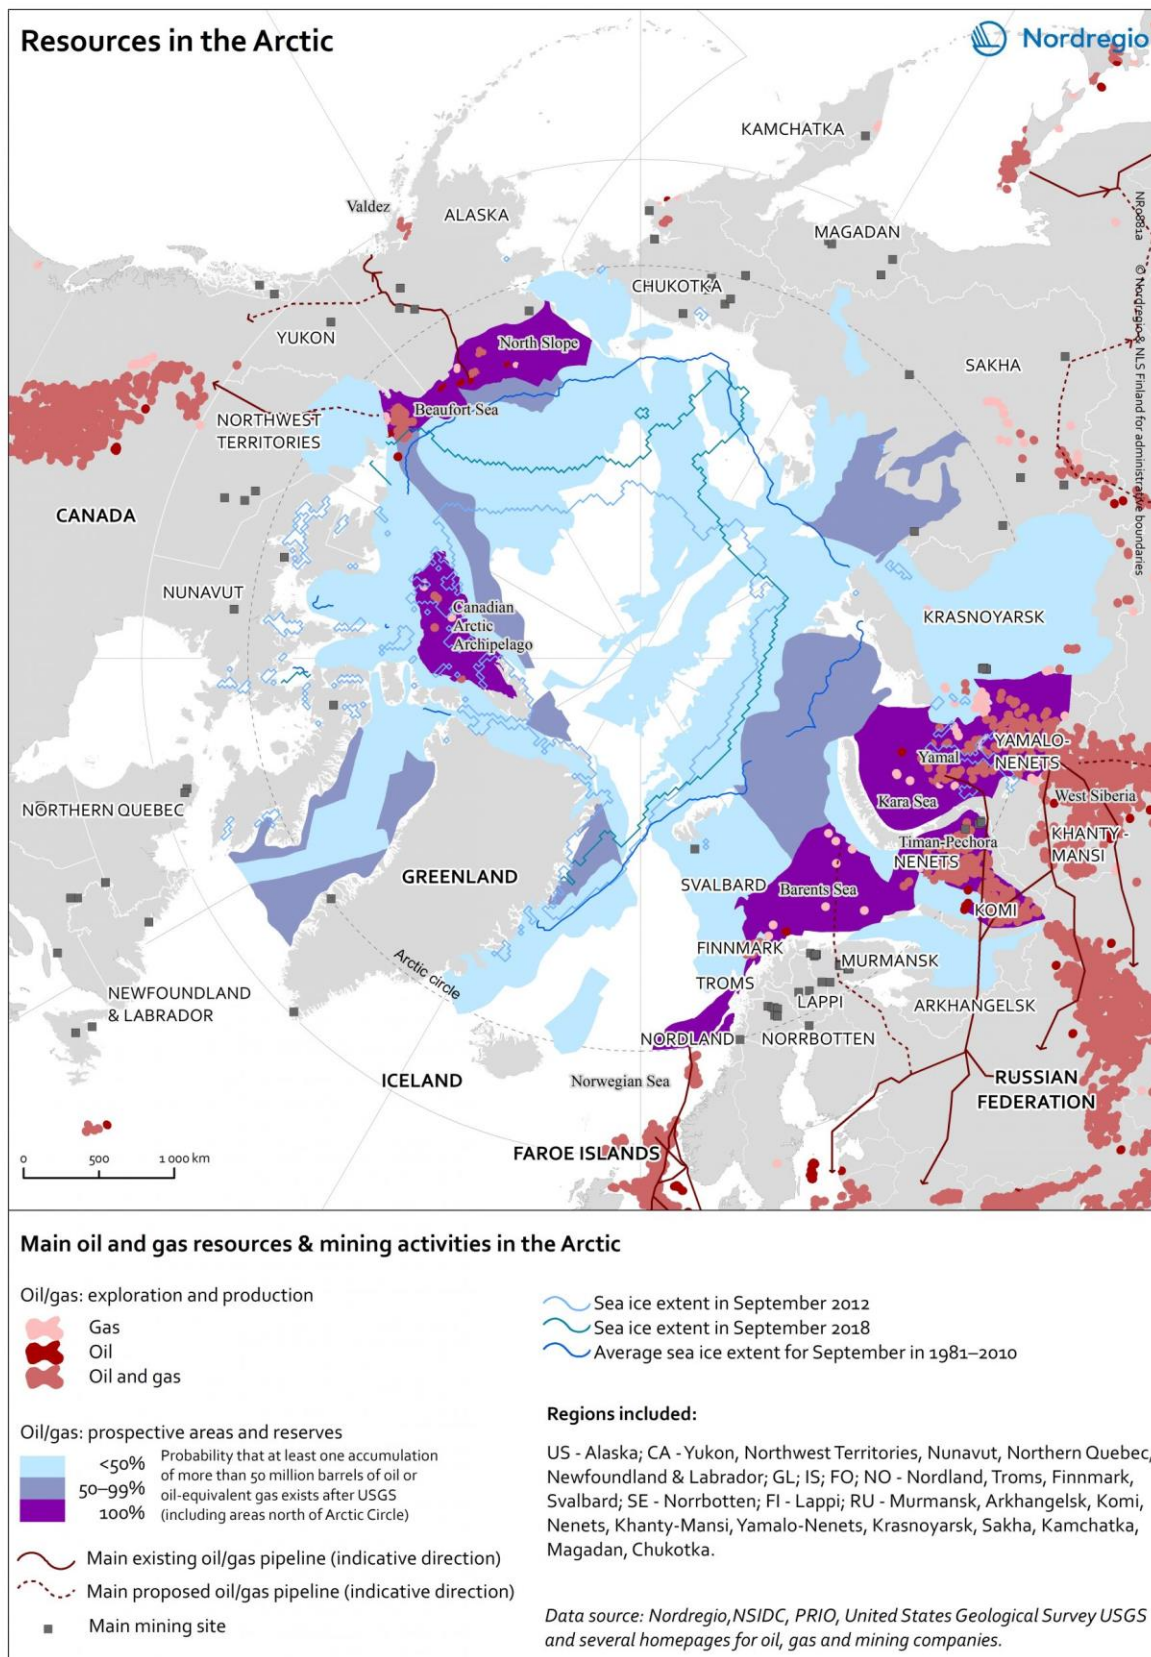 Resources in the Arctic
Nordregio
KAMCHATKA
Valdez
ALASKA
MAGADAN
CHUKOTKA
YUKON
North Slope
SAKHA
Beaufort Sea
NORTHWEST
TERRITORIES
CANADA
NUNAVUT
Canadian
Arctic
Archipelago
KRASNOYARSK
YAMALO-
NENETS
Yamal
West Siberia
Kara Sea
NORTHERN QUEBEC
KHANTY -
MANSI
Timan-Pechora
NENETS
GREENLAND
SVALBARD
Barents Sea
KOMI
FINNMARK
MURMANSK
Arctic circle
TROMS
NEWFOUNDLAND
& LABRADOR
LAPPI
ARKHANGELSK
NORDLAND
NORRBOTTEN
ICELAND
Norwegian Sea
RUSSIAN
FEDERATION
FAROE ISLANDS
0 500 1 000 km
NR0881a © Nordregio & NLS Finland for administrative boundaries
Main oil and gas resources & mining activities in the Arctic
Oil/gas: exploration and production
Gas
Oil
Oil and gas
Oil/gas: prospective areas and reserves
<50%
50–99%
100%
Probability that at least one accumulation
of more than 50 million barrels of oil or
oil-equivalent gas exists after USGS
(including areas north of Arctic Circle)
Main existing oil/gas pipeline (indicative direction)
Main proposed oil/gas pipeline (indicative direction)
Main mining site
Sea ice extent in September 2012
Sea ice extent in September 2018
Average sea ice extent for September in 1981–2010
Regions included:
US - Alaska; CA - Yukon, Northwest Territories, Nunavut, Northern Quebec,
Newfoundland & Labrador; GL; IS; FO; NO - Nordland, Troms, Finnmark,
Svalbard; SE - Norrbotten; FI - Lappi; RU - Murmansk, Arkhangelsk, Komi,
Nenets, Khanty-Mansi, Yamalo-Nenets, Krasnoyarsk, Sakha, Kamchatka,
Magadan, Chukotka.
Data source: Nordregio,NSIDC, PRIO, United States Geological Survey USGS
and several homepages for oil, gas and mining companies.